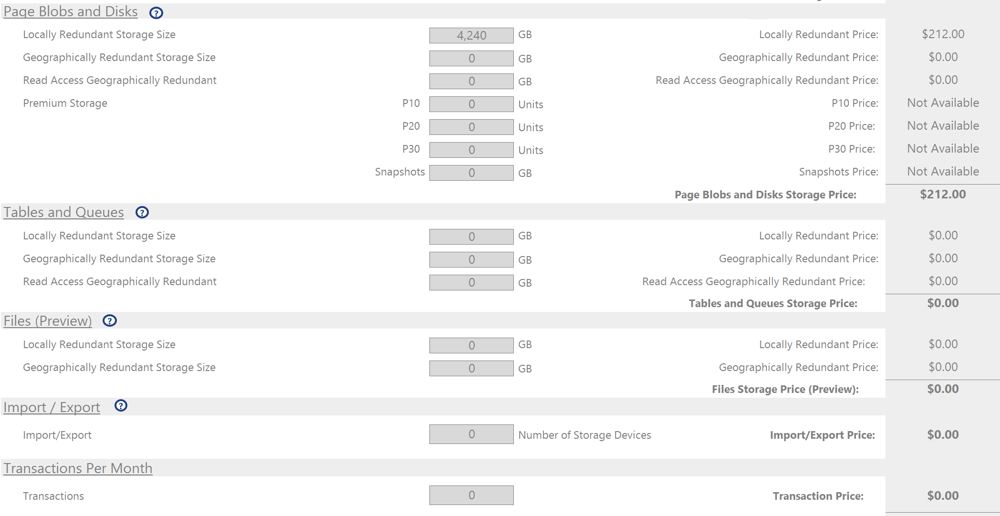 Page Blobs and Disks ?
Locally Redundant Storage Size 4,240 GB Locally Redundant Price: $212.00
Geographically Redundant Storage Size 0 GB Geographically Redundant Price: $0.00
Read Access Geographically Redundant 0 GB Read Access Geographically Redundant Price: $0.00
Premium Storage P10 0 Units P10 Price: Not Available
P20 0 Units P20 Price: Not Available
P30 0 Units P30 Price: Not Available
Snapshots 0 GB Snapshots Price: Not Available
Page Blobs and Disks Storage Price: $212.00
Tables and Queues ?
Locally Redundant Storage Size 0 GB Locally Redundant Price: $0.00
Geographically Redundant Storage Size 0 GB Geographically Redundant Price: $0.00
Read Access Geographically Redundant 0 GB Read Access Geographically Redundant Price: $0.00
Tables and Queues Storage Price: $0.00
Files (Preview) ?
Locally Redundant Storage Size 0 GB Locally Redundant Price: $0.00
Geographically Redundant Storage Size 0 GB Geographically Redundant Price: $0.00
Files Storage Price (Preview): $0.00
Import / Export ?
Import/Export 0 Number of Storage Devices Import/Export Price: $0.00
Transactions Per Month
Transactions 0 Transaction Price: $0.00